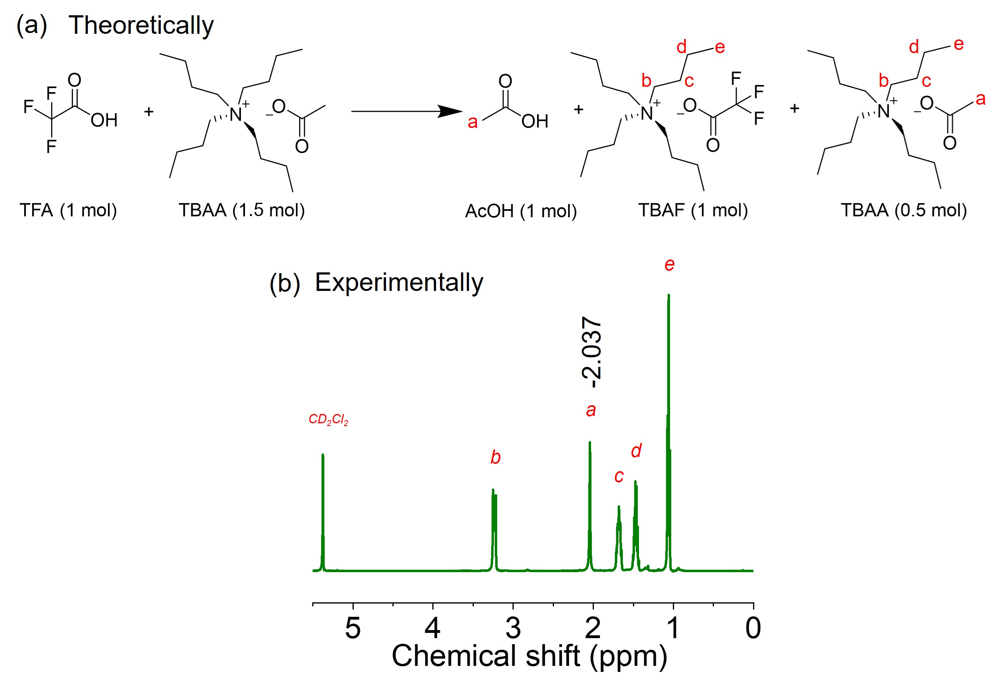 (a) Theoretically
d e d e
F O O b c F F b c a
F F OH + N+ −O O → a O OH + N+ −O O F + N+ −O O
TFA (1 mol) TBAA (1.5 mol) AcOH (1 mol) TBAF (1 mol) TBAA (0.5 mol)
(b) Experimentally
e
-2.037
a
CD2Cl2
b
d
c
5 4 3 2 1 0
Chemical shift (ppm)